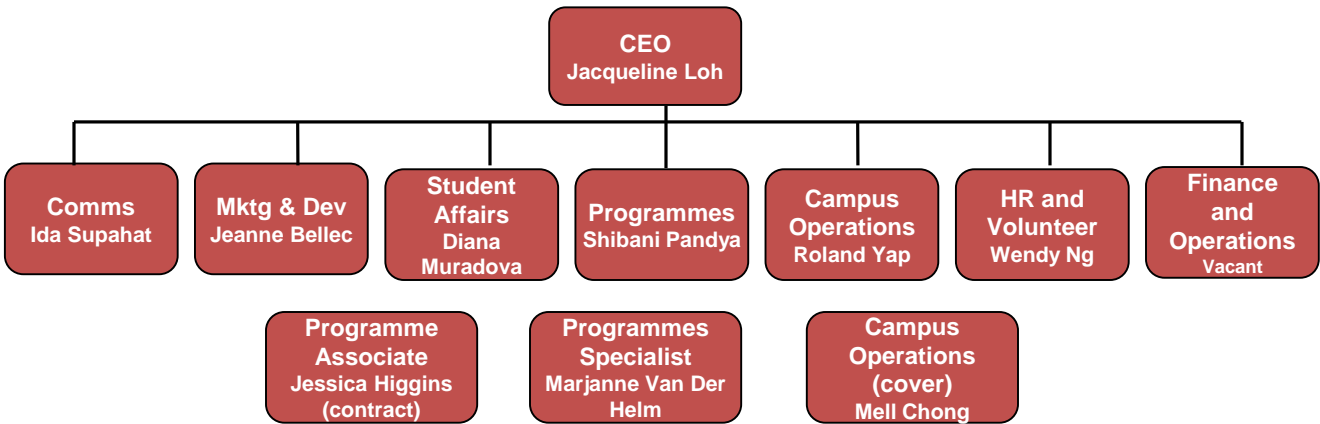 CEO
Jacqueline Loh
Comms
Ida Supahat
Mktg & Dev
Jeanne Bellec
Student
Affairs
Diana
Muradova
Programmes
Shibani Pandya
Campus
Operations
Roland Yap
HR and
Volunteer
Wendy Ng
Finance
and
Operations
Vacant
Programme
Associate
Jessica Higgins
(contract)
Programmes
Specialist
Marjanne Van Der
Helm
Campus
Operations
(cover)
Mell Chong